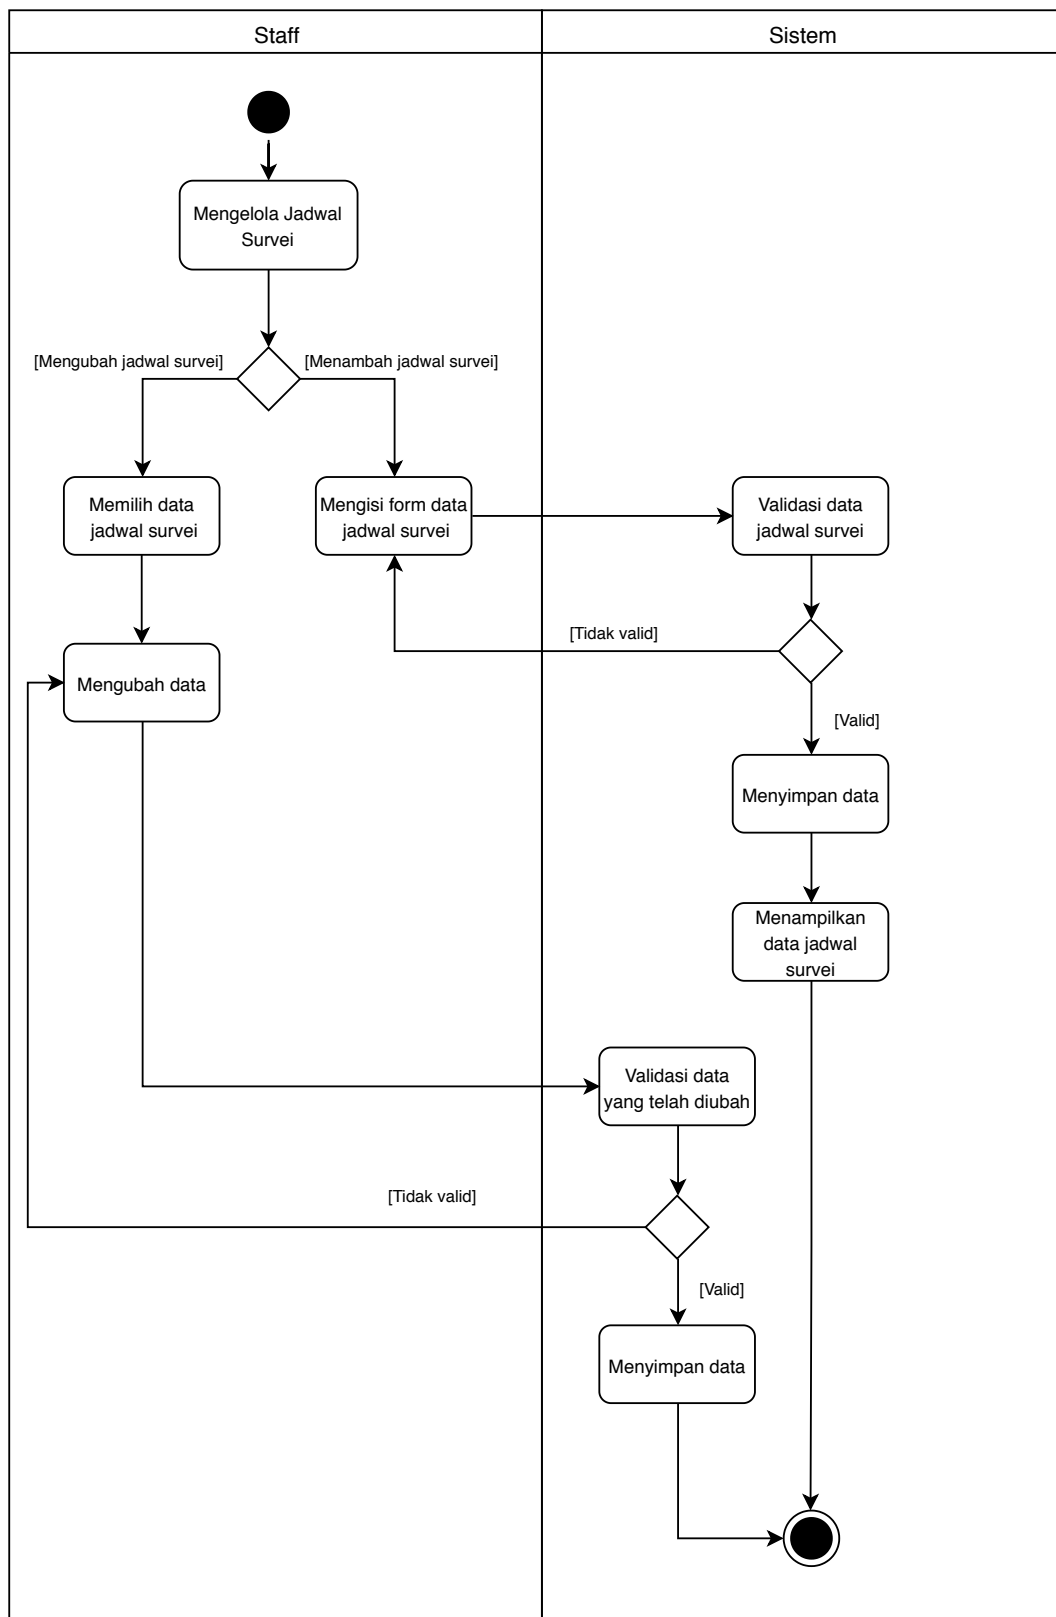 Staff
Sistem
Mengelola Jadwal
Survei
[Mengubah jadwal survei]
[Menambah jadwal survei]
Memilih data
jadwal survei
Mengisi form data
jadwal survei
Validasi data
jadwal survei
[Tidak valid]
Mengubah data
[Valid]
Menyimpan data
Menampilkan
data jadwal
survei
Validasi data
yang telah diubah
[Tidak valid]
[Valid]
Menyimpan data